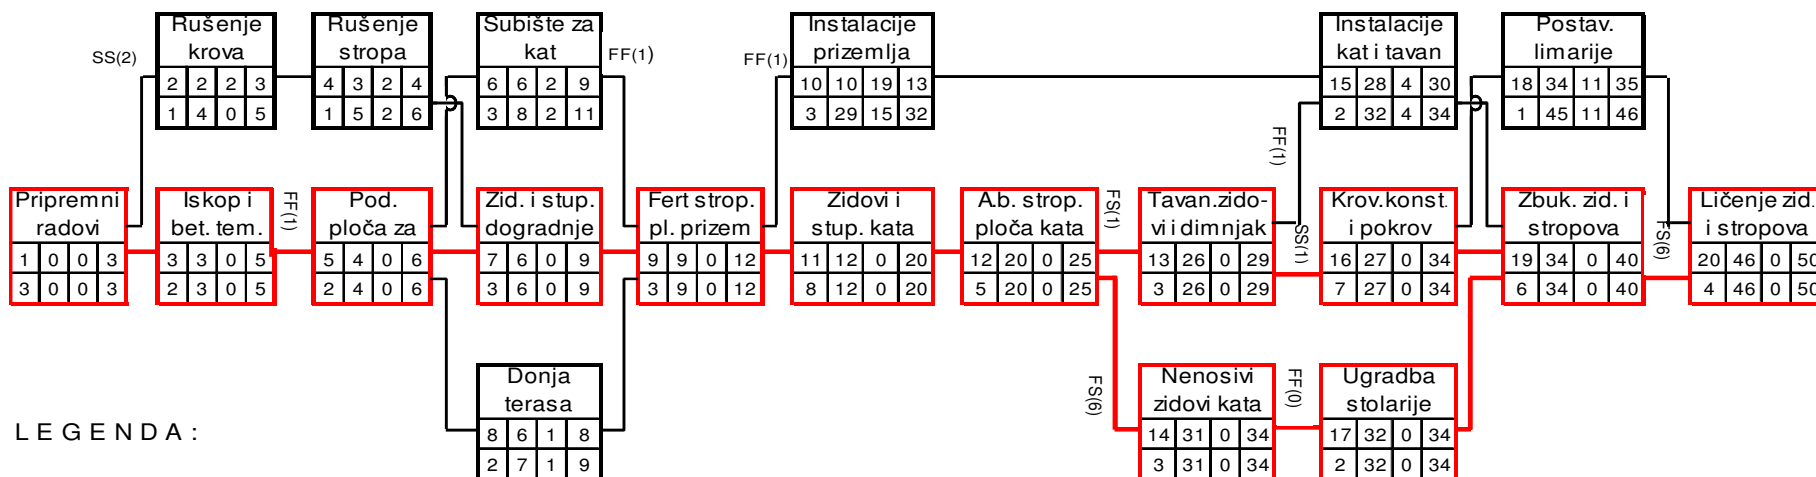 Rušenje
krova
2 2 2 3
1 4 0 5
Rušenje
stropa
4 3 2 4
1 5 2 6
Subište za
kat
6 6 2 9
3 8 2 11
Instalacije
prizemlja
10 10 19 13
3 29 15 32
Instalacije
kat i tavan
15 28 4 30
2 32 4 34
Postav.
limarije
18 34 11 35
1 45 11 46
SS(2)
FF(1)
FF(1)
FF(1)
Pripremni
radovi
1 0 0 3
3 0 0 3
Iskop i
bet. tem.
3 3 0 5
2 3 0 5
FF(1)
Pod.
ploča za
5 4 0 6
2 4 0 6
Zid. i stup.
dogradnje
7 6 0 9
3 6 0 9
Fert strop.
pl. prizem
9 9 0 12
3 9 0 12
Zidovi i
stup. kata
11 12 0 20
8 12 0 20
A.b. strop.
ploča kata
12 20 0 25
5 20 0 25
FS(1)
Tavan.zido-
vi i dimnjak
13 26 0 29
3 26 0 29
SS(1)
Krov.konst.
i pokrov
16 27 0 34
7 27 0 34
Zbuk. zid. i
stropova
19 34 0 40
6 34 0 40
FS(6)
Ličenje zid.
i stropova
20 46 0 50
4 46 0 50
Donja
terasa
8 6 1 8
2 7 1 9
FS(6)
Nenosivi
zidovi kata
14 31 0 34
3 31 0 34
FF(0)
Ugradba
stolarije
17 32 0 34
2 32 0 34
LEGENDA: